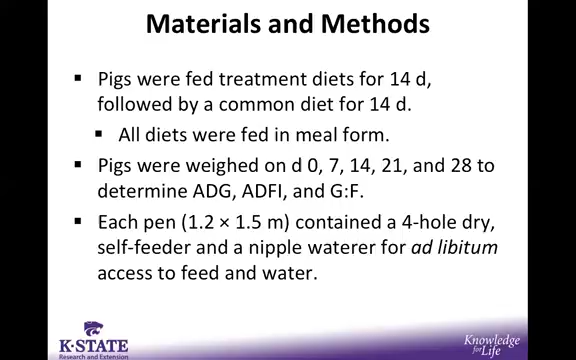 Materials and Methods
▪ Pigs were fed treatment diets for 14 d,
followed by a common diet for 14 d.
▪ All diets were fed in meal form.
▪ Pigs were weighed on d 0, 7, 14, 21, and 28 to
determine ADG, ADFI, and G:F.
▪ Each pen (1.2 × 1.5 m) contained a 4-hole dry,
self-feeder and a nipple waterer for ad libitum
access to feed and water.
K-STATE
Research and Extension
Knowledge
for Life